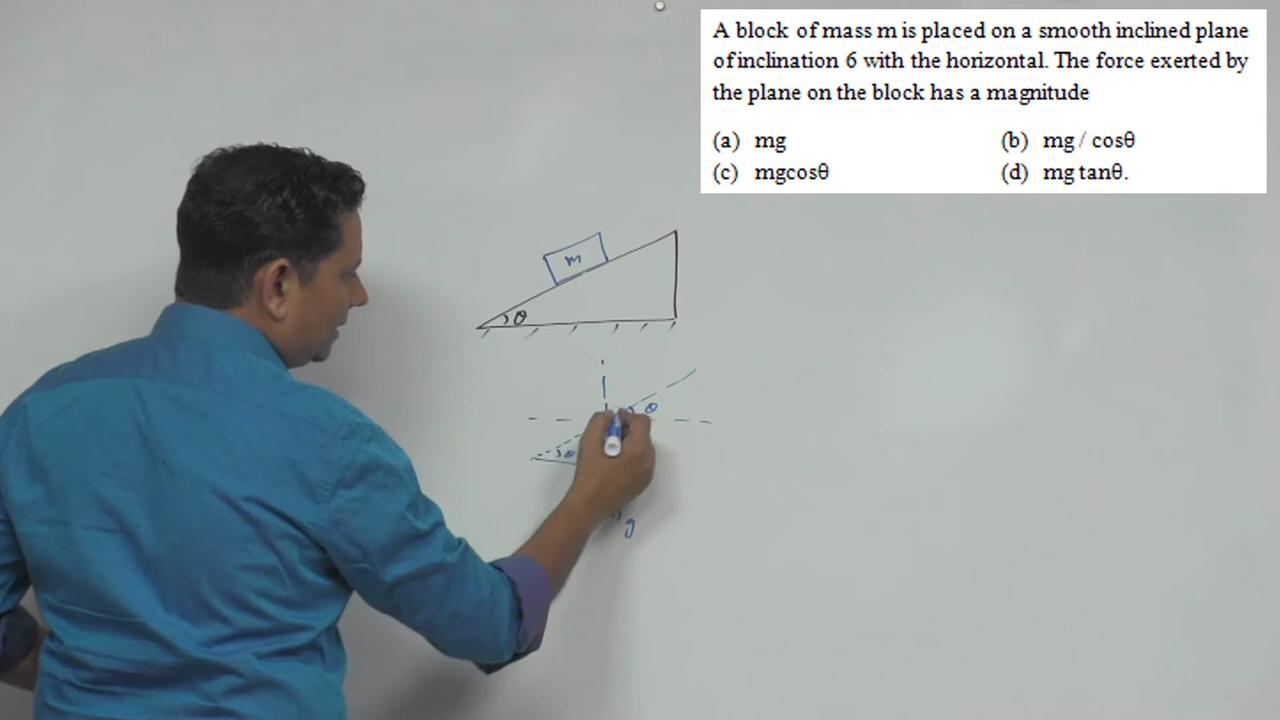 A block of mass m is placed on a smooth inclined plane
of inclination 6 with the horizontal. The force exerted by
the plane on the block has a magnitude
(a) mg (b) mg / cosθ
(c) mgcosθ (d) mg tanθ.
m
θ
θ
θ
g